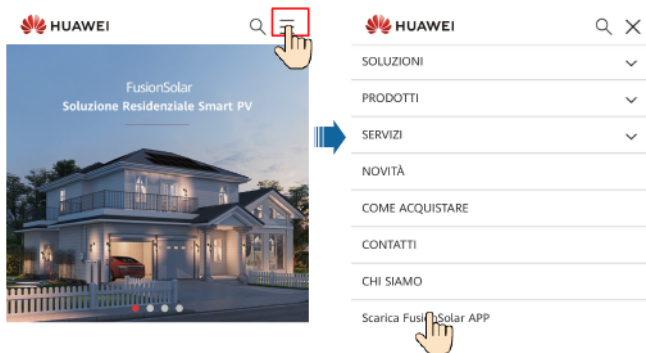 HUAWEI
FusionSolar
Soluzione Residenziale Smart PV
HUAWEI
SOLUZIONI
PRODOTTI
SERVIZI
NOVITÀ
COME ACQUISTARE
CONTATTI
CHI SIAMO
Scarica FusionSolar APP